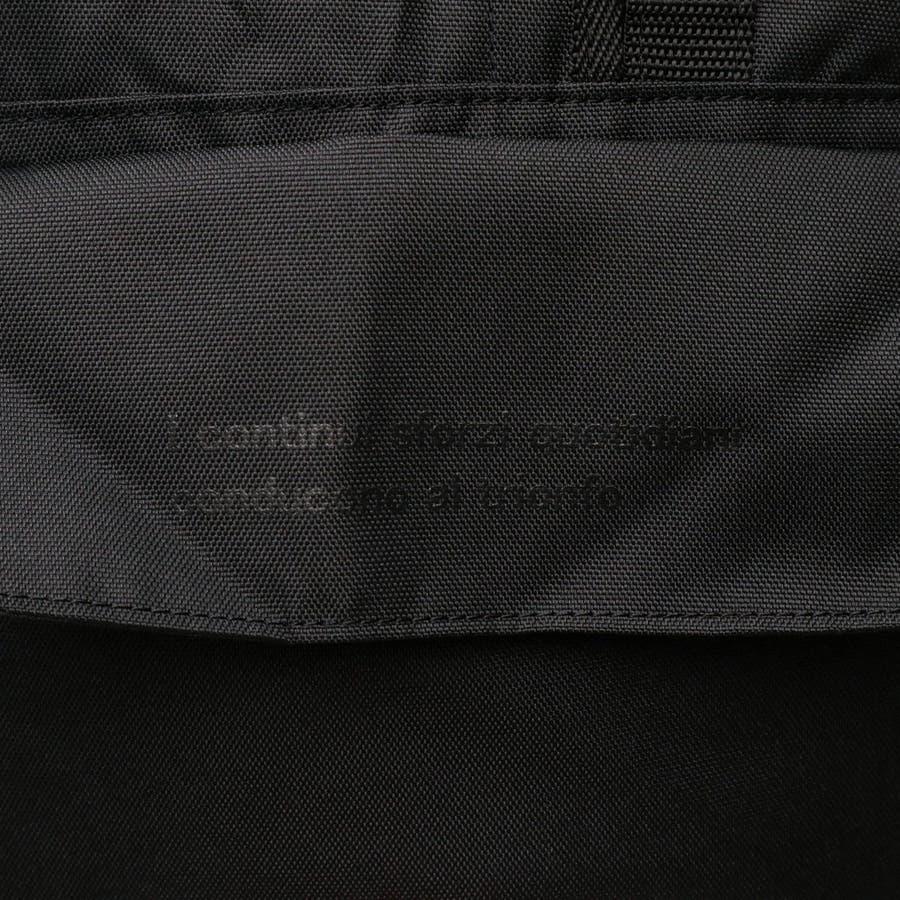 I continui sforzi quotidiani
conducono al trionfo